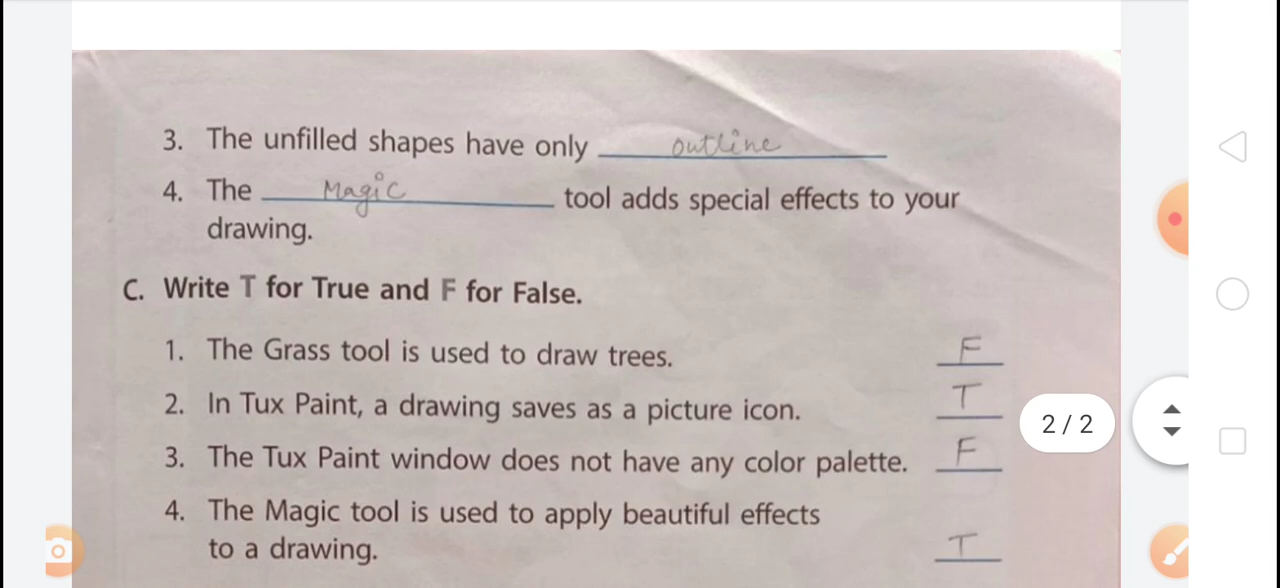 3. The unfilled shapes have only outline
4. The Magic tool adds special effects to your
drawing.
C. Write T for True and F for False.
1. The Grass tool is used to draw trees. F
2. In Tux Paint, a drawing saves as a picture icon. T
3. The Tux Paint window does not have any color palette. F
2 / 2
4. The Magic tool is used to apply beautiful effects
to a drawing. T